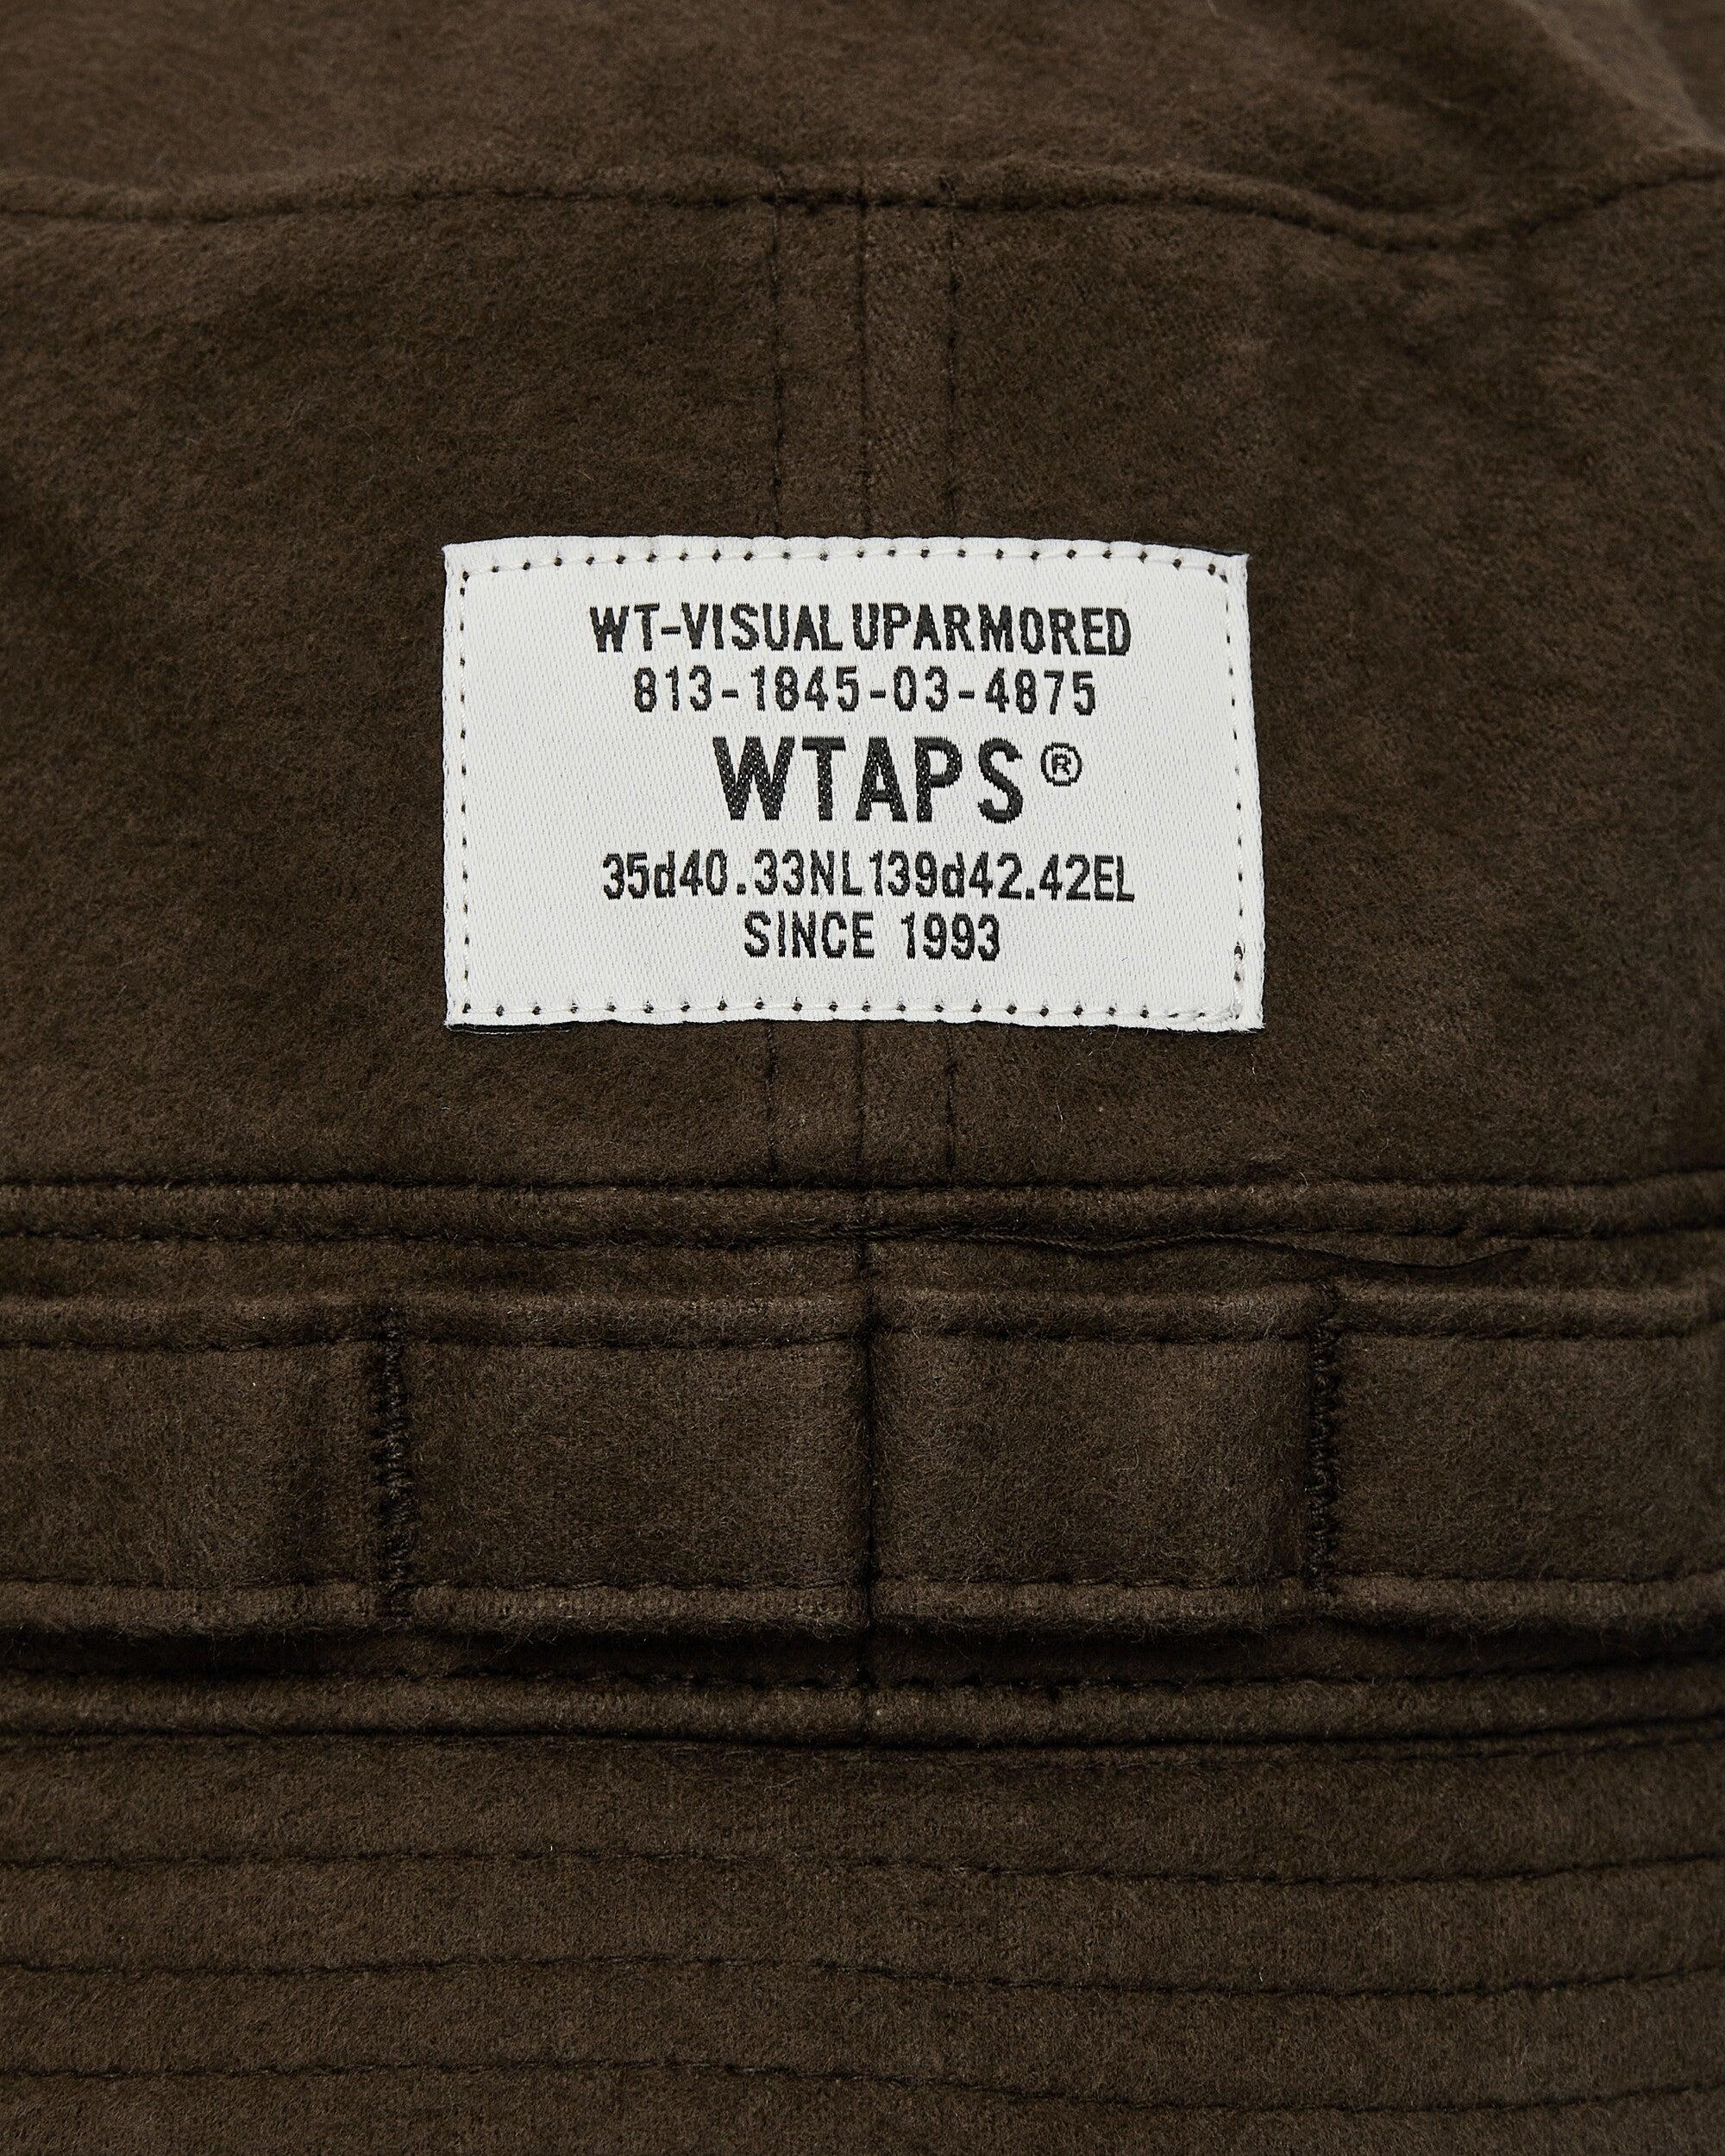 WT-VISUAL UPARMORED
813-1845-03-4875
WTAPS®
35d40.33NL139d42.42EL
SINCE 1993